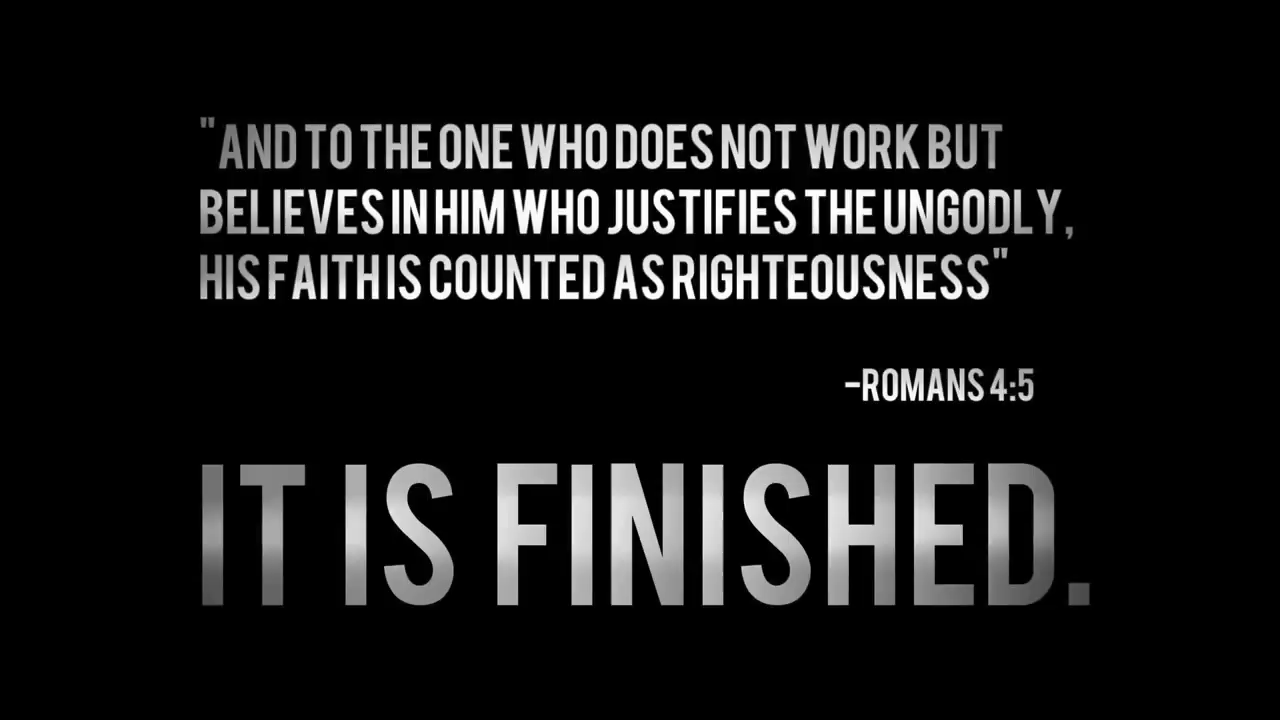 "AND TO THE ONE WHO DOES NOT WORK BUT
BELIEVES IN HIM WHO JUSTIFIES THE UNGODLY,
HIS FAITH IS COUNTED AS RIGHTEOUSNESS"
-ROMANS 4:5
IT IS FINISHED.